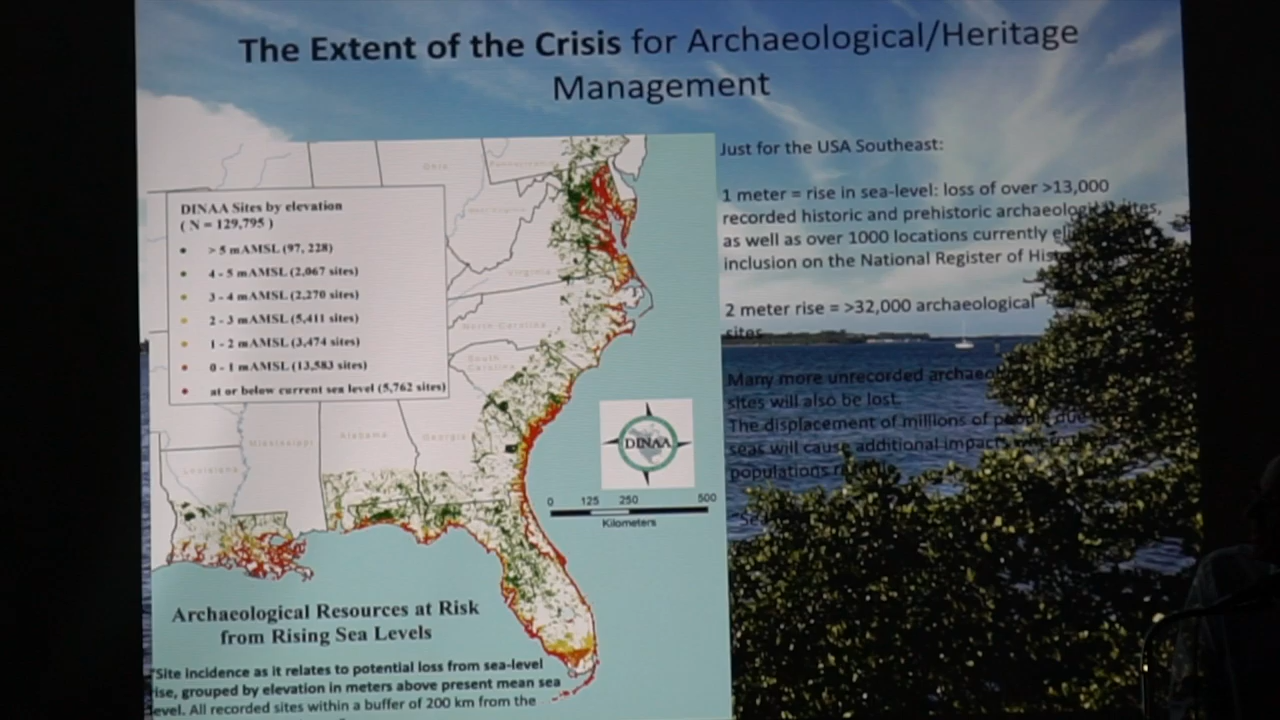 The Extent of the Crisis for Archaeological/Heritage
Management
DINAA Sites by elevation
( N = 129,795 )
> 5 mAMSL (97, 228)
4 - 5 mAMSL (2,067 sites)
3 - 4 mAMSL (2,270 sites)
2 - 3 mAMSL (5,411 sites)
1 - 2 mAMSL (3,474 sites)
0 - 1 mAMSL (13,583 sites)
at or below current sea level (5,762 sites)
Ohio
Pennsylvania
West Virginia
Virginia
North Carolina
South
Carolina
Mississippi
Alabama
Georgia
Louisiana
DINAA
0 125 250 500
Kilometers
Archaeological Resources at Risk
from Rising Sea Levels
"Site incidence as it relates to potential loss from sea-level
rise, grouped by elevation in meters above present mean sea
level. All recorded sites within a buffer of 200 km from the
Just for the USA Southeast:
1 meter = rise in sea-level: loss of over >13,000
recorded historic and prehistoric archaeological sites,
as well as over 1000 locations currently
inclusion on the National Register of
2 meter rise = >32,000 archaeological
sites
Many more unrecorded
sites will also be lost.
The displacement of millions of people due
seas will cause additional impacts
populations